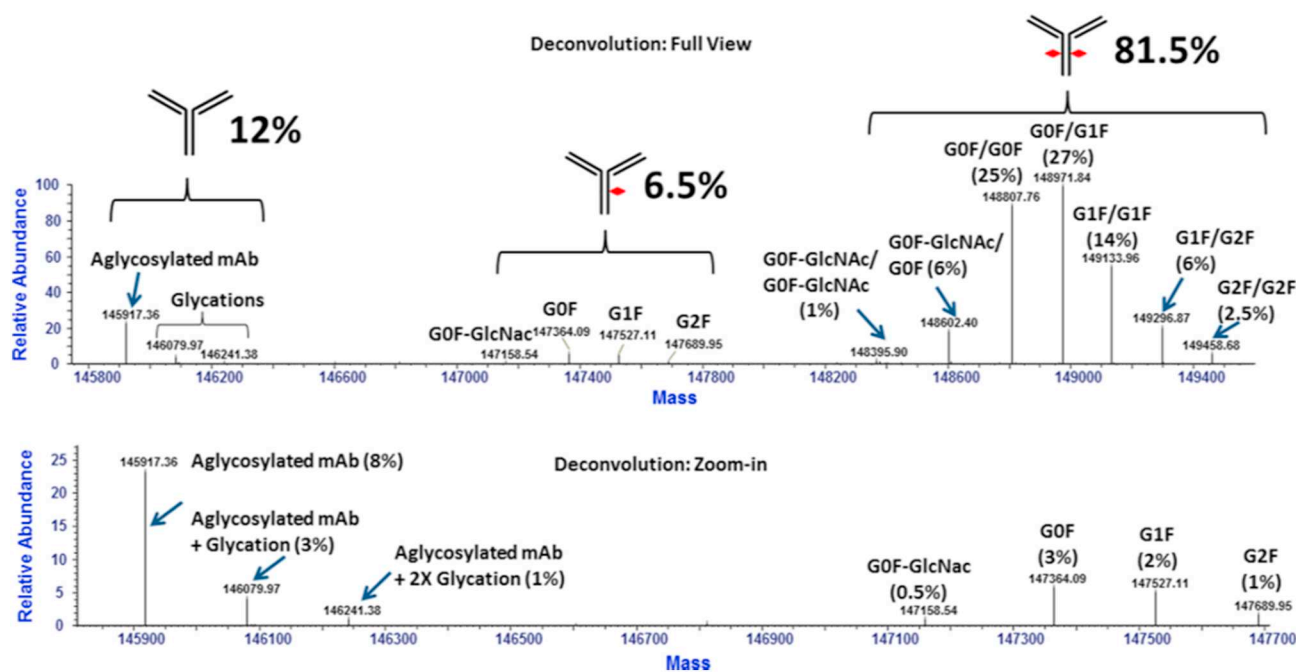 Deconvolution: Full View
12%
6.5%
81.5%
Relative Abundance
100
80
60
40
20
0
Aglycosylated mAb
145917.36
Glycations
146079.97
146241.38
G0F-GlcNac
147158.54
G0F
147364.09
G1F
147527.11
G2F
147689.95
G0F-GlcNAc/
G0F-GlcNAc
(1%)
148395.90
G0F-GlcNAc/
G0F (6%)
148602.40
G0F/G0F
(25%)
148807.76
G0F/G1F
(27%)
148971.84
G1F/G1F
(14%)
149133.96
G1F/G2F
(6%)
149296.87
G2F/G2F
(2.5%)
149458.68
145800 146200 146600 147000 147400 147800 148200 148600 149000 149400
Mass
Deconvolution: Zoom-in
Relative Abundance
25
20
15
10
5
0
145917.36
Aglycosylated mAb (8%)
Aglycosylated mAb
+ Glycation (3%)
146079.97
Aglycosylated mAb
+ 2X Glycation (1%)
146241.38
G0F-GlcNac
(0.5%)
147158.54
G0F
(3%)
147364.09
G1F
(2%)
147527.11
G2F
(1%)
147689.95
145900 146100 146300 146500 146700 146900 147100 147300 147500 147700
Mass